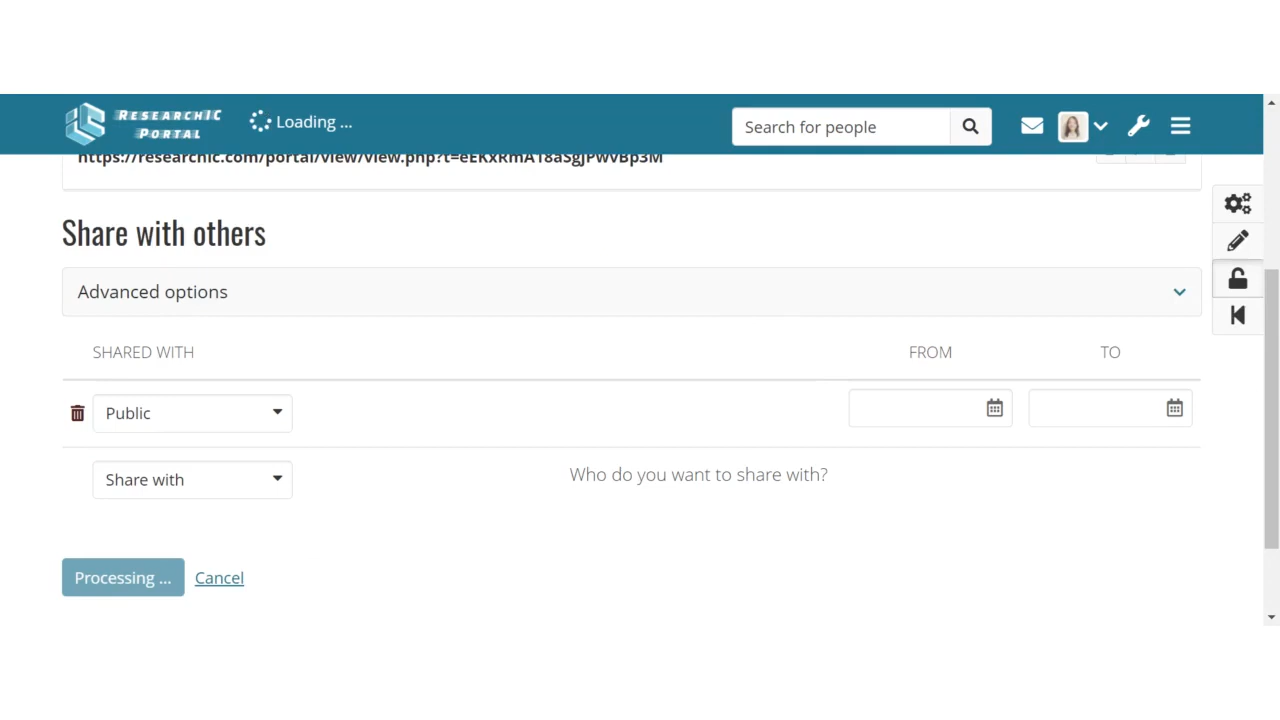 RESEARCHIC
PORTAL
Loading ...
Search for people
Share with others
Advanced options
SHARED WITH
FROM
TO
Public
Share with
Who do you want to share with?
Processing ...
Cancel